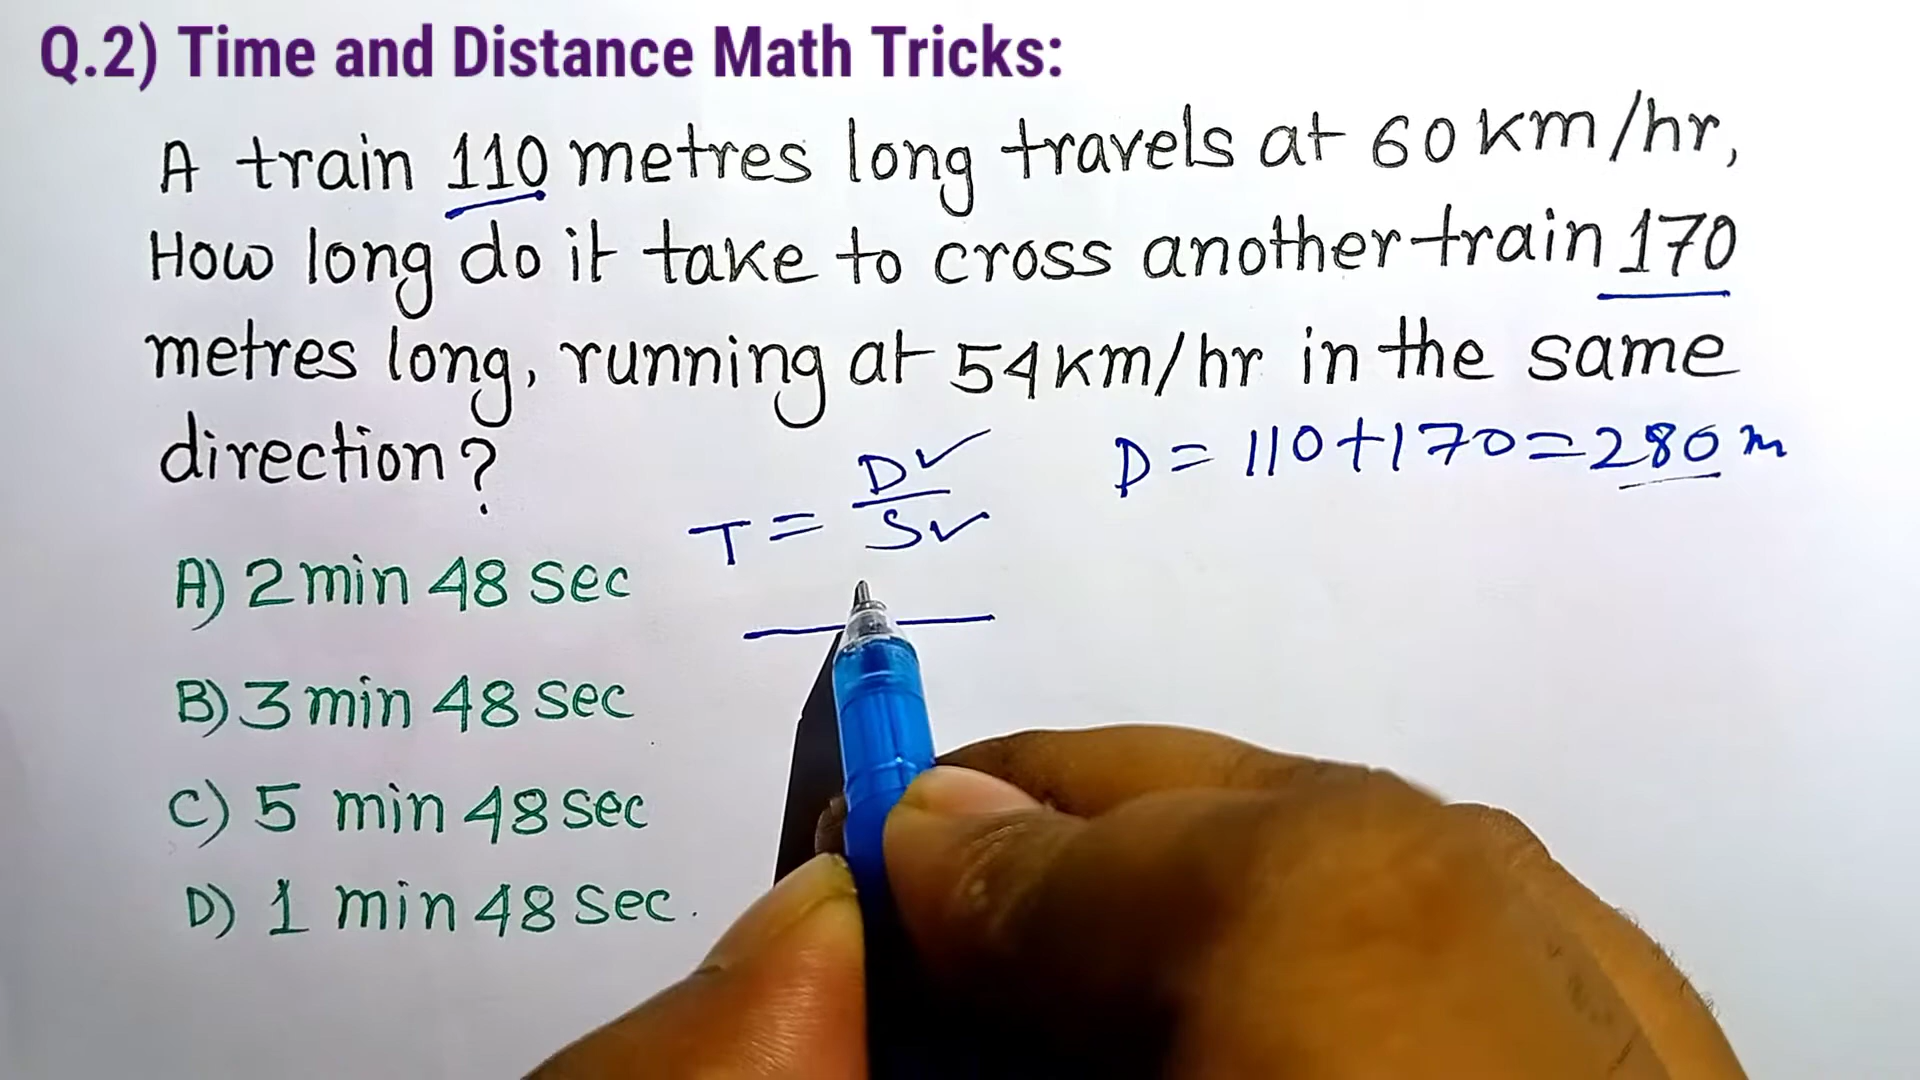 Q.2) Time and Distance Math Tricks:
A train 110 metres long travels at 60 km/hr,
How long do it take to cross another train 170
metres long, running at 54 km/hr in the same
direction?
D = 110+170=280 m
T = D/S
A) 2 min 48 sec
B) 3 min 48 sec
C) 5 min 48 sec
D) 1 min 48 sec.